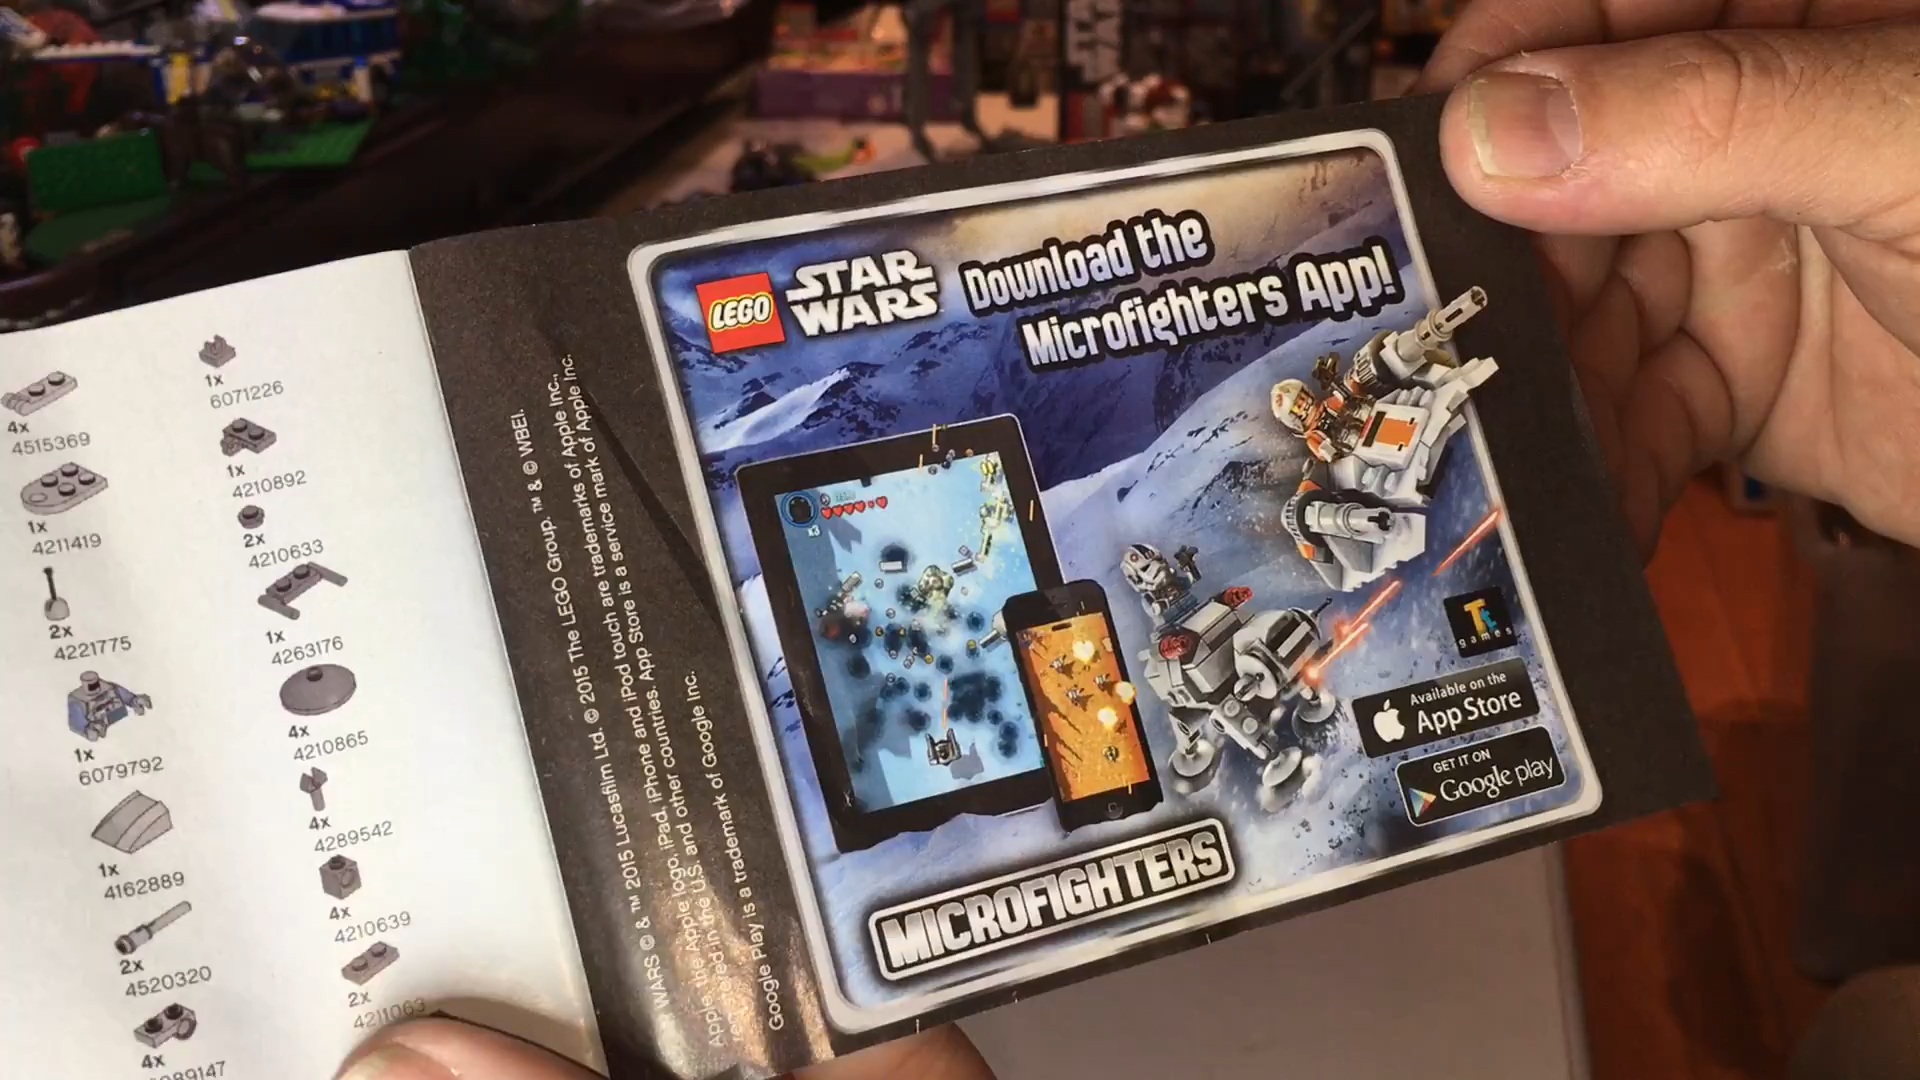 4x
4515369
1x
4211419
2x
4221775
1x
6079792
1x
4162889
2x
4520320
4x
89147
1x
6071226
1x
4210892
2x
4210633
1x
4263176
4x
4210865
4x
4289542
4x
4210639
2x
4211063
WARS © & ™ 2015 Lucasfilm Ltd. © 2015 The LEGO Group. ™ & © WBEI.
Apple, the Apple logo, iPad, iPhone and iPod touch are trademarks of Apple Inc.,
registered in the U.S. and other countries. App Store is a service mark of Apple Inc.
Google Play is a trademark of Google Inc.
LEGO STAR WARS
Download the
Microfighters App!
TT
games
Available on the
App Store
GET IT ON
Google play
MICROFIGHTERS